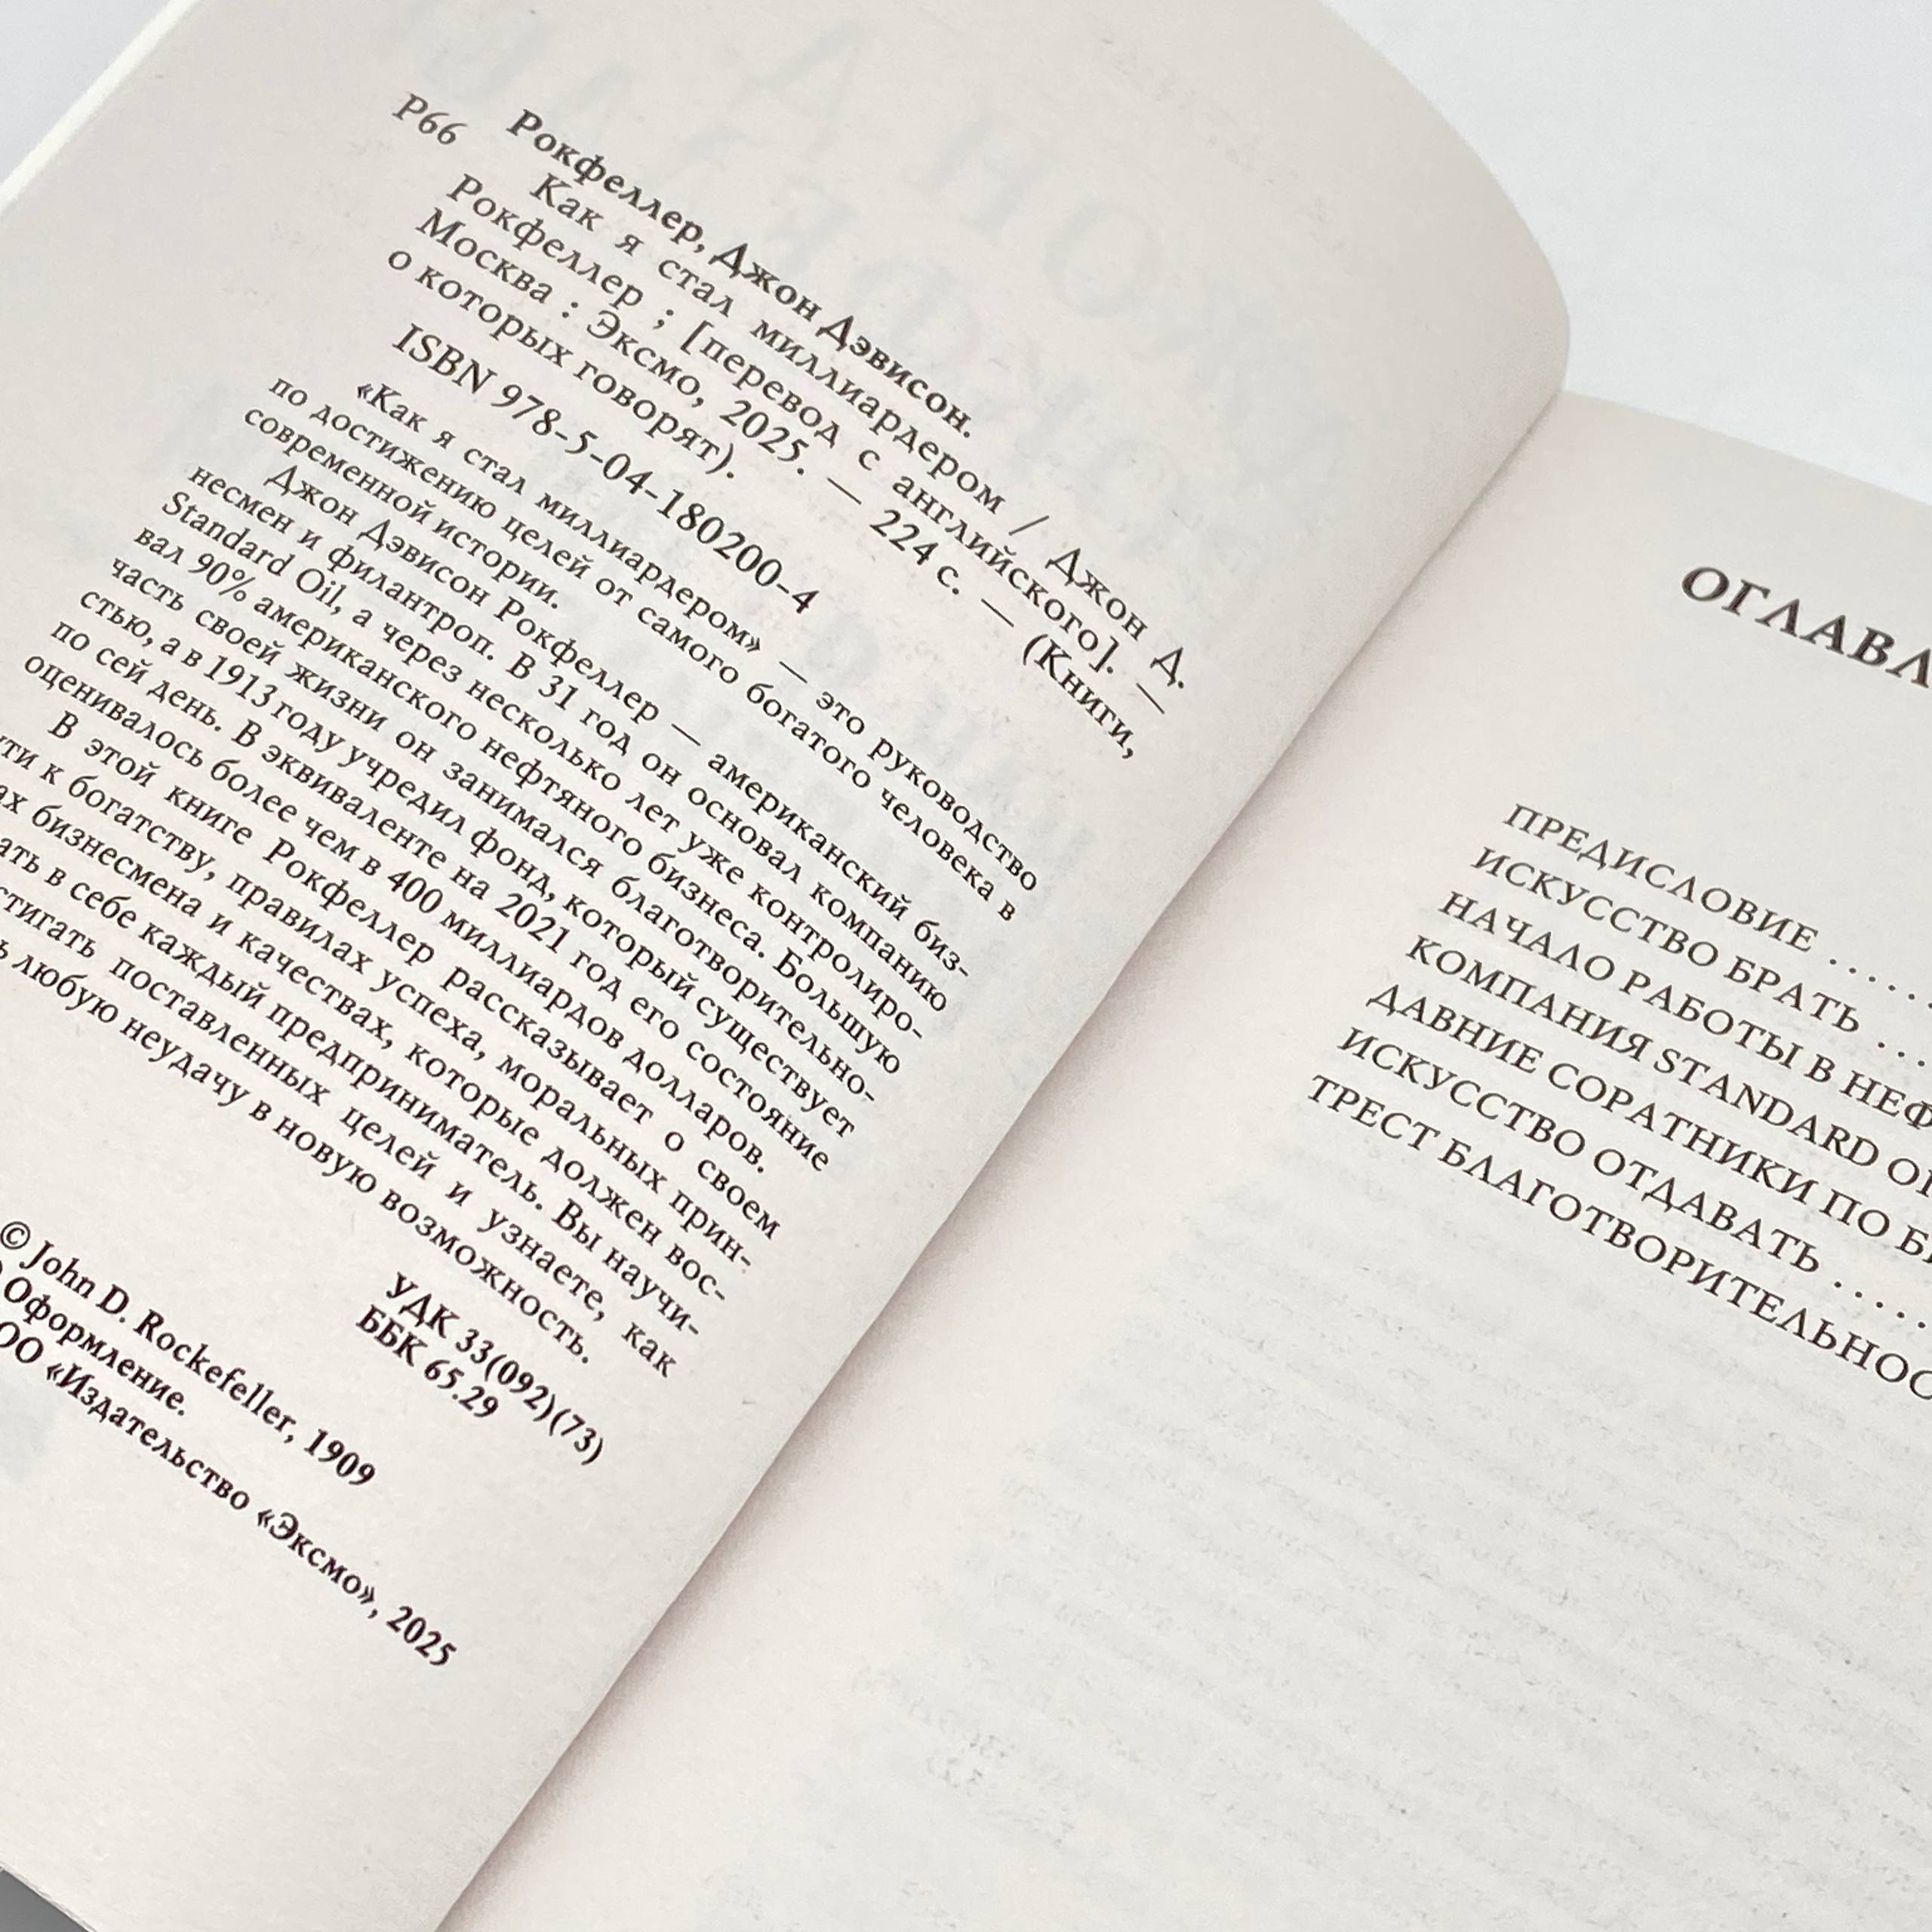 Рокфеллер, Джон Дэвисон.
Р66
Как я стал миллиардером / Джон Д.
Рокфеллер ; [перевод с английского]. —
Москва : Эксмо, 2025. — 224 с. — (Книги,
о которых говорят).
ISBN 978-5-04-180200-4
«Как я стал миллиардером» — это руководство
по достижению целей от самого богатого человека в
современной истории.
Джон Дэвисон Рокфеллер — американский биз-
несмен и филантроп. В 31 год он основал компанию
Standard Oil, а через несколько лет уже контролиро-
вал 90% американского нефтяного бизнеса. Большую
часть своей жизни он занимался благотворительно-
стью, а в 1913 году учредил фонд, который существует
по сей день. В эквиваленте на 2021 год его состояние
оценивалось более чем в 400 миллиардов долларов.
В этой книге Рокфеллер рассказывает о своем
к богатству, правилах успеха, моральных прин-
бизнесмена и качествах, которые должен вос-
в себе каждый предприниматель. Вы научи-
поставленных целей и узнаете, как
любую неудачу в новую возможность.
УДК 33(092)(73)
ББК 65.29
© John D. Rockefeller, 1909
Оформление.
«Издательство «Эксмо», 2025
ОГЛАВЛ
ПРЕДИСЛОВИЕ . . . . . .
ИСКУССТВО БРАТЬ . . . .
НАЧАЛО РАБОТЫ В НЕФ
КОМПАНИЯ STANDARD OI
ДАВНИЕ СОРАТНИКИ ПО БИ
ИСКУССТВО ОТДАВАТЬ . . . . .
ТРЕСТ БЛАГОТВОРИТЕЛЬНОС